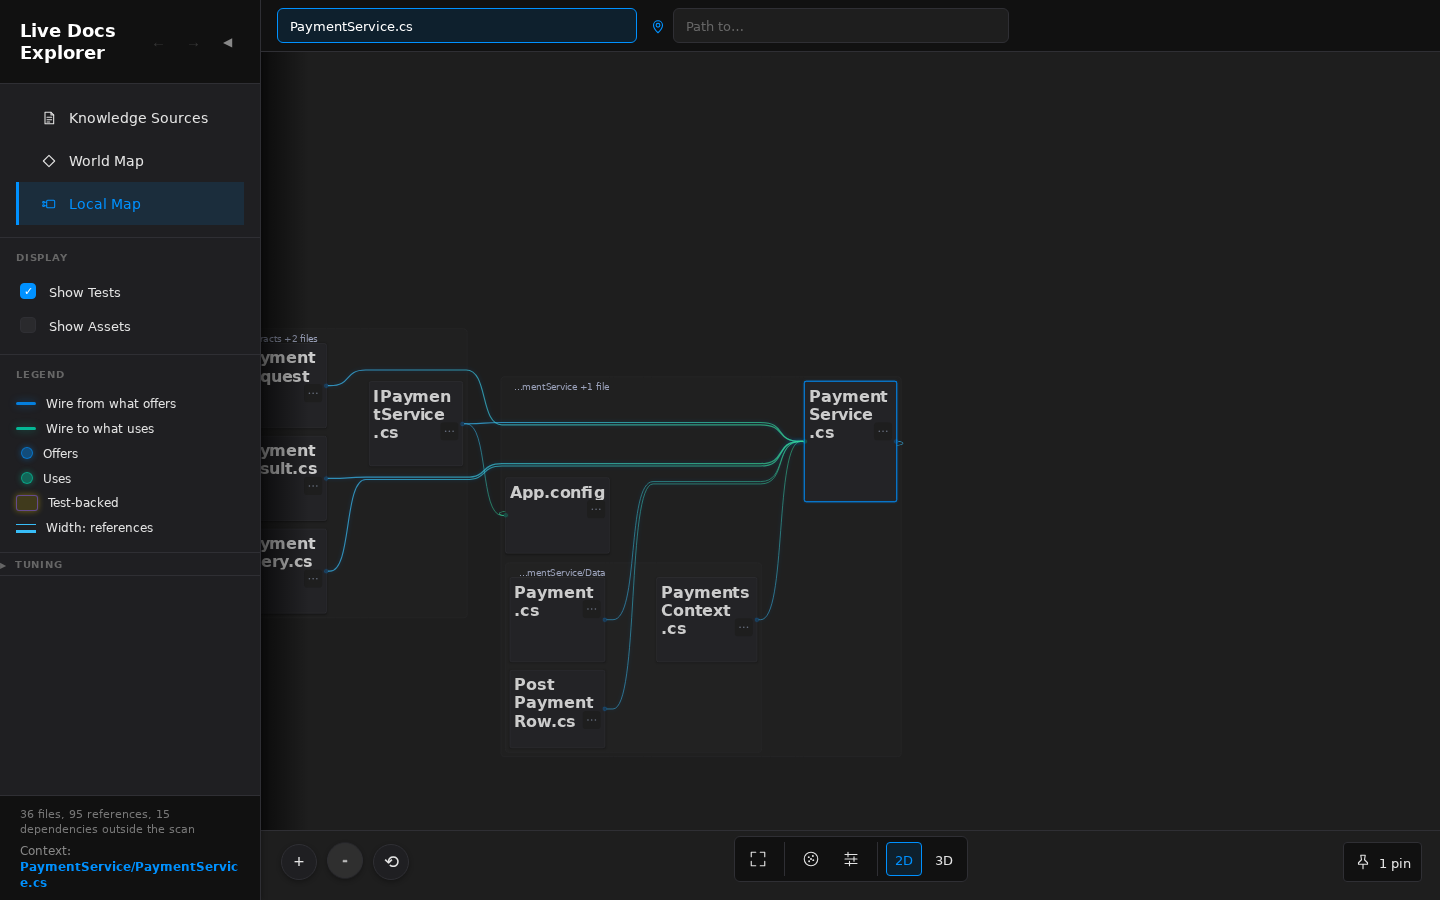 Live Docs
Explorer
PaymentService.cs
Path to...
Knowledge Sources
World Map
Local Map
DISPLAY
Show Tests
Show Assets
LEGEND
Wire from what offers
Wire to what uses
Offers
Uses
Test-backed
Width: references
TUNING
36 files, 95 references, 15
dependencies outside the scan
Context:
PaymentService/PaymentServic
e.cs
racts +2 files
yment
quest
...
yment
sult.cs
...
yment
ery.cs
...
IPaymen
tService
.cs
...
...mentService +1 file
App.config
...
...mentService/Data
Payment
.cs
...
Post
Payment
Row.cs
...
Payments
Context
.cs
...
Payment
Service
.cs
...
+
-
2D
3D
1 pin